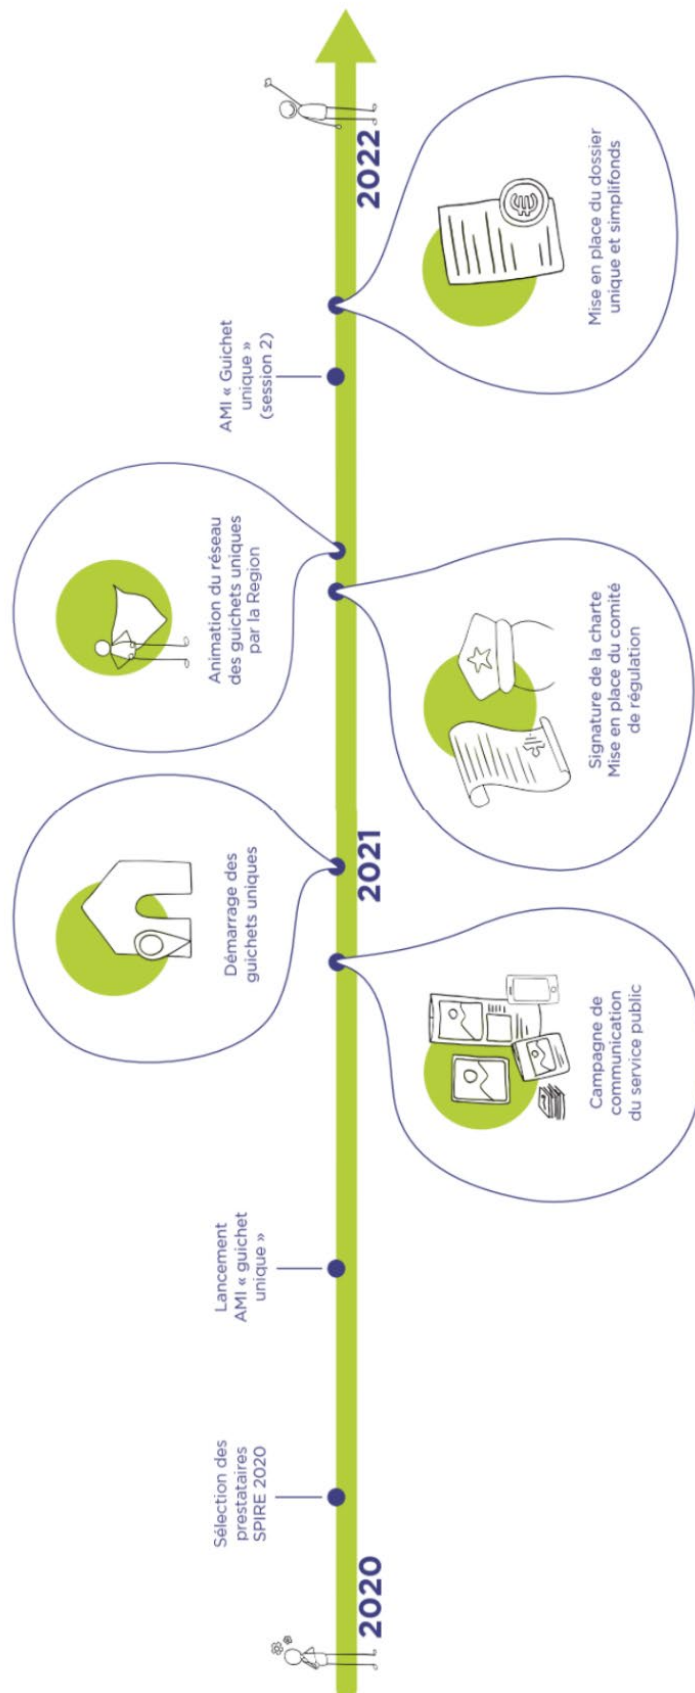 2020
Sélection des
prestataires
SPIRE 2020
Lancement
AMI « guichet
unique »
Campagne de
communication
du service public
2021
Démarrage des
guichets uniques
Signature de la charte
Mise en place du comité
de régulation
Animation du réseau
des guichets uniques
par la Region
AMI « Guichet
unique »
(session 2)
Mise en place du dossier
unique et simplifonds
€
2022